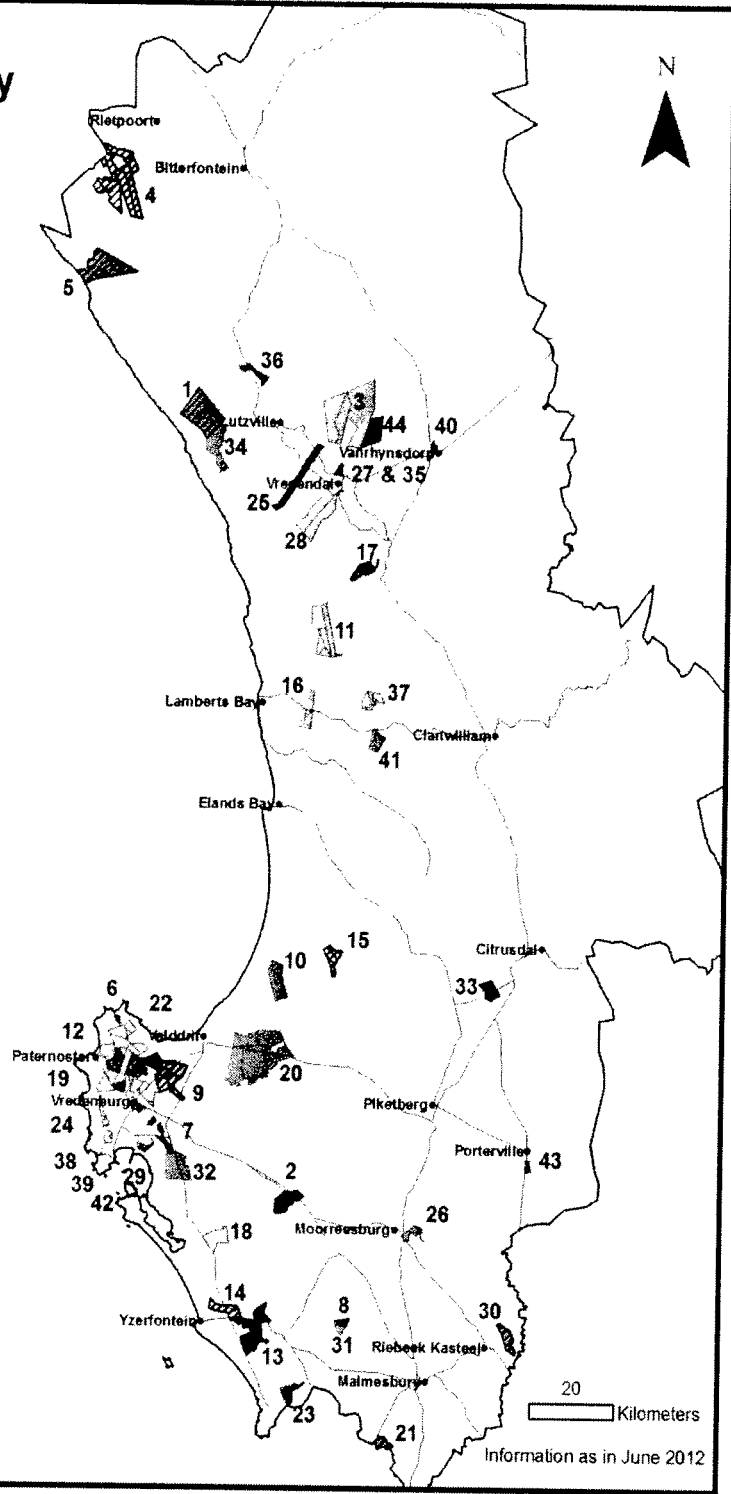 y
N
Rietpoort
Bitterfontein
4
5
36
1
3
Lutzville
44
40
34
Vanrhynsdorp
27 & 35
Vredendal
25
28
17
11
16
37
Lamberts Bay
Clanwilliam
41
Elands Bay
15
Citrusdal
10
33
6
22
12
Velddrif
Paternoster
20
19
9
Vredenburg
Piketberg
24
7
Porterville
38
43
39
29
32
2
42
26
18
Moorreesburg
14
8
30
Yzerfontein
31
Riebeek Kasteel
13
Malmesbury
20
23
Kilometers
21
Information as in June 2012